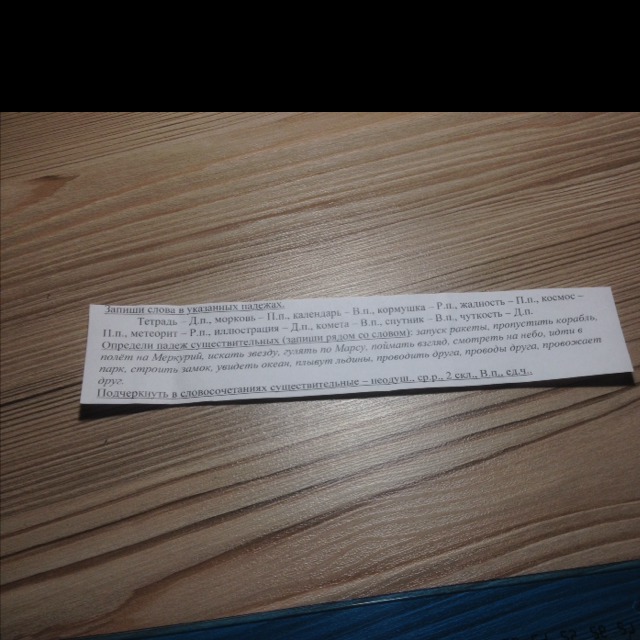 Запиши слова в указанных падежах.
Тетрадь – Д.п., морковь – П.п., календарь – В.п., кормушка – Р.п., жадность – П.п., космос –
П.п., метеорит – Р.п., иллюстрация – Д.п., комета – В.п., спутник – В.п., чуткость – Д.п.
Определи падеж существительных (запиши рядом со словом): запуск ракеты, пропустить корабль,
полёт на Меркурий, искать звезду, гулять по Марсу, поймать взгляд, смотреть на небо, идти в
парк, строить замок, увидеть океан, плывут льдины, проводить друга, проводы друга, провожает
друг.
Подчеркнуть в словосочетаниях существительные – неодуш., ср.р., 2 скл., В.п., ед.ч..